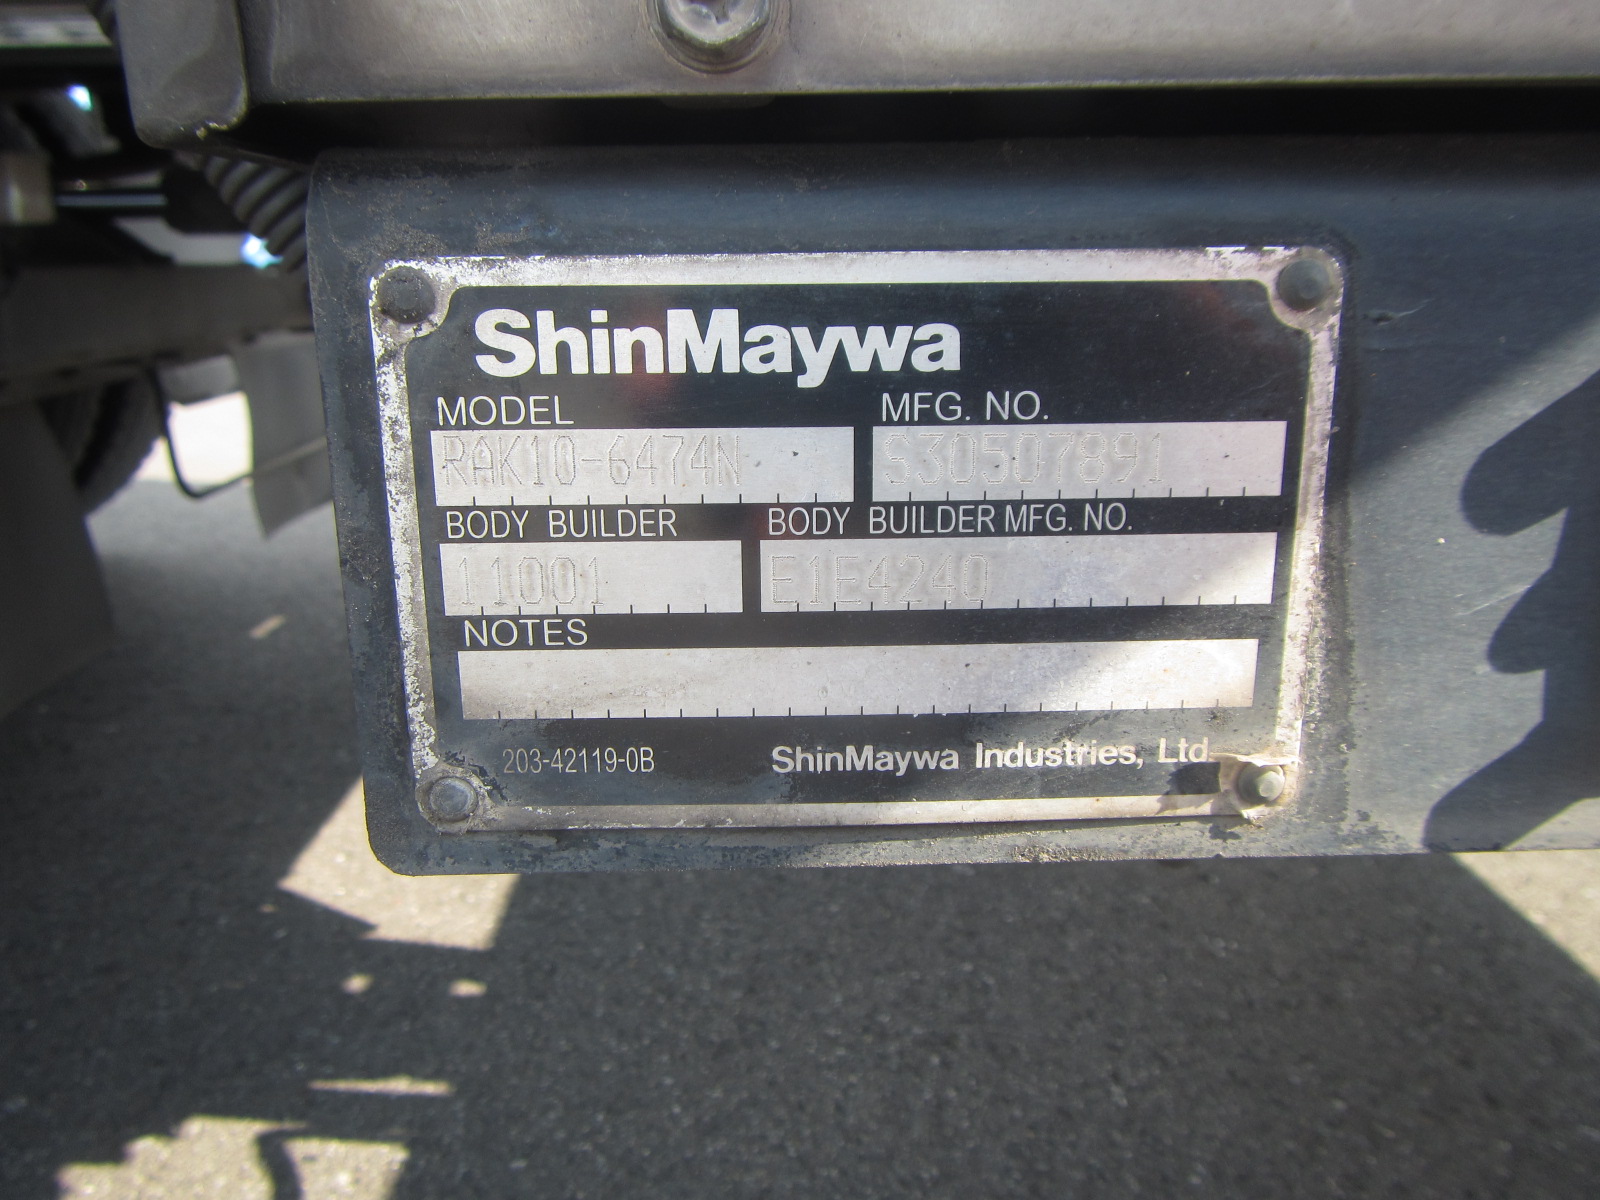 ShinMaywa
MODEL MFG. NO.
RAK10-6474N S30507891
BODY BUILDER BODY BUILDER MFG. NO.
11001 E1E4240
NOTES
203-42119-0B ShinMaywa Industries, Ltd.